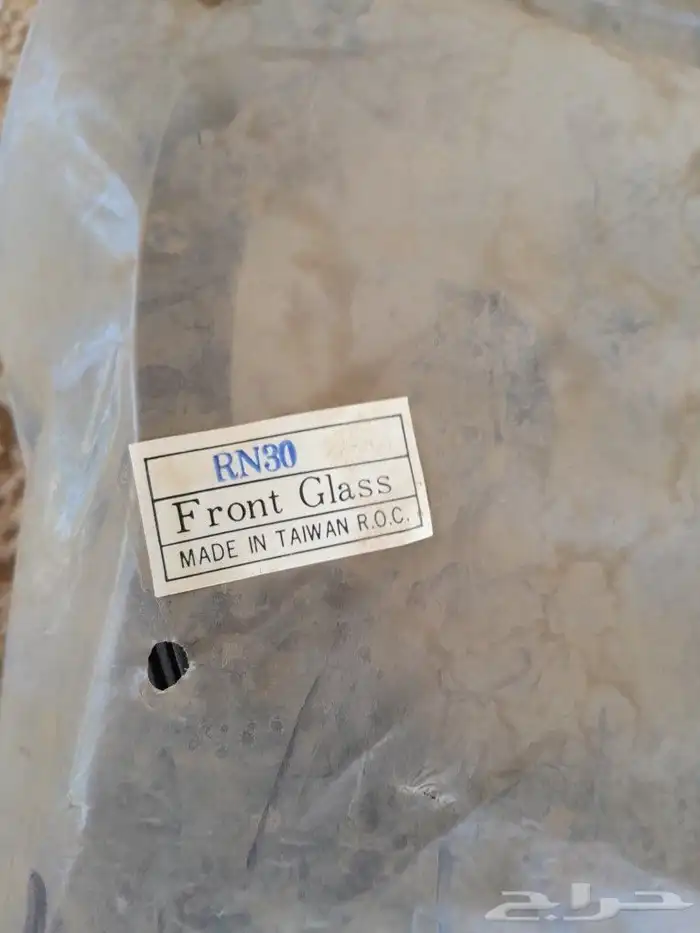 RN30
Front Glass
MADE IN TAIWAN R.O.C.
حراج